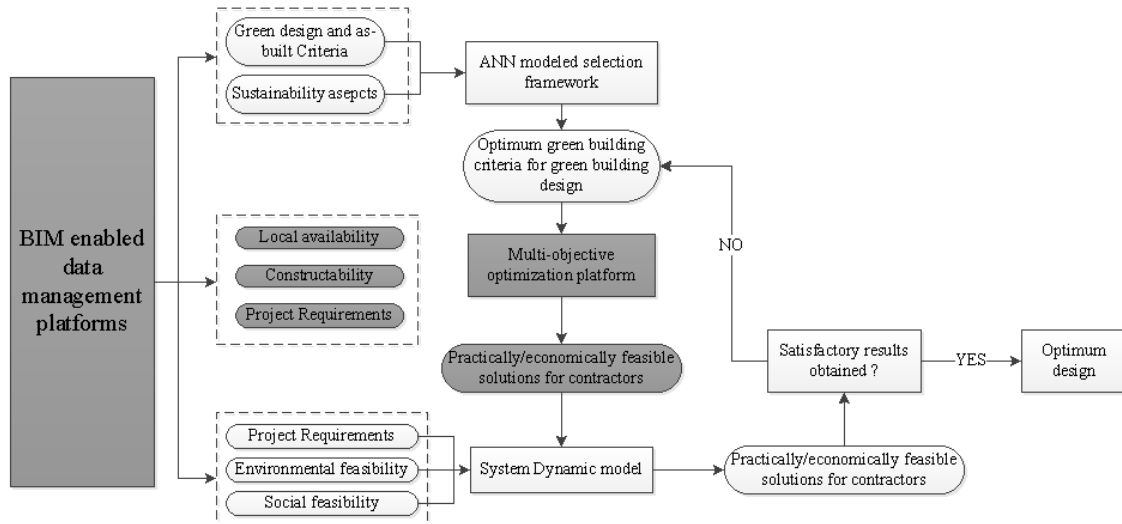 BIM enabled
data
management
platforms
Green design and as-
built Criteria
Sustainability asepcts
Local availability
Constructability
Project Requirements
Project Requirements
Environmental feasibility
Social feasibility
ANN modeled selection
framework
Optimum green building
criteria for green building
design
Multi-objective
optimization platform
Practically/economically feasible
solutions for contractors
System Dynamic model
Practically/economically feasible
solutions for contractors
Satisfactory results
obtained ?
NO
YES
Optimum
design